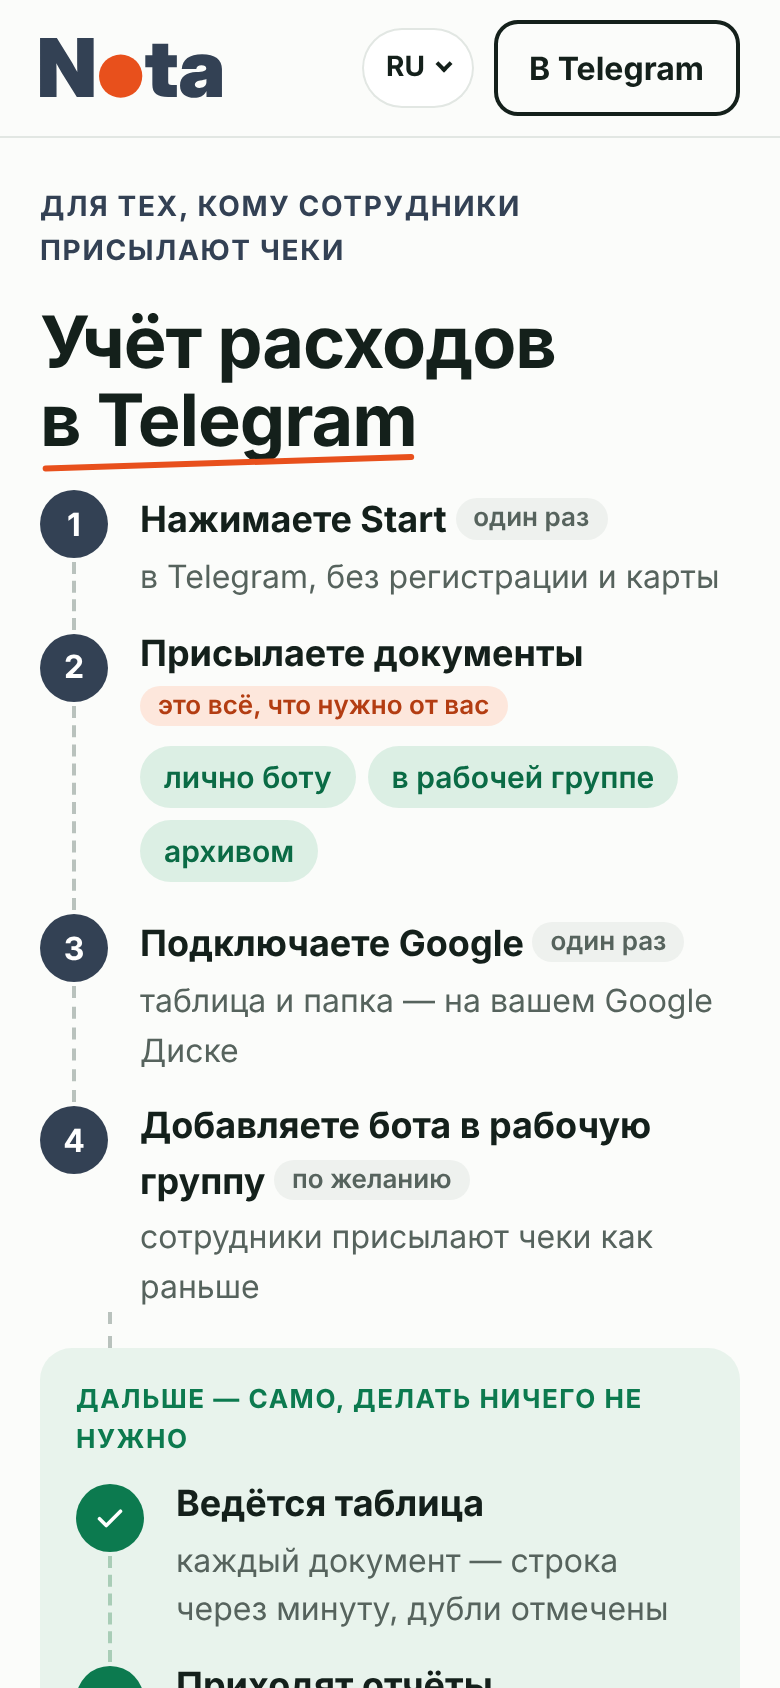 Nota
RU
В Telegram
ДЛЯ ТЕХ, КОМУ СОТРУДНИКИ
ПРИСЫЛАЮТ ЧЕКИ
Учёт расходов
в Telegram
1
Нажимаете Start один раз
в Telegram, без регистрации и карты
2
Присылаете документы
это всё, что нужно от вас
лично боту в рабочей группе
архивом
3
Подключаете Google один раз
таблица и папка — на вашем Google
Диске
4
Добавляете бота в рабочую
группу по желанию
сотрудники присылают чеки как
раньше
ДАЛЬШЕ — САМО, ДЕЛАТЬ НИЧЕГО НЕ
НУЖНО
Ведётся таблица
каждый документ — строка
через минуту, дубли отмечены
Приходят отчёты